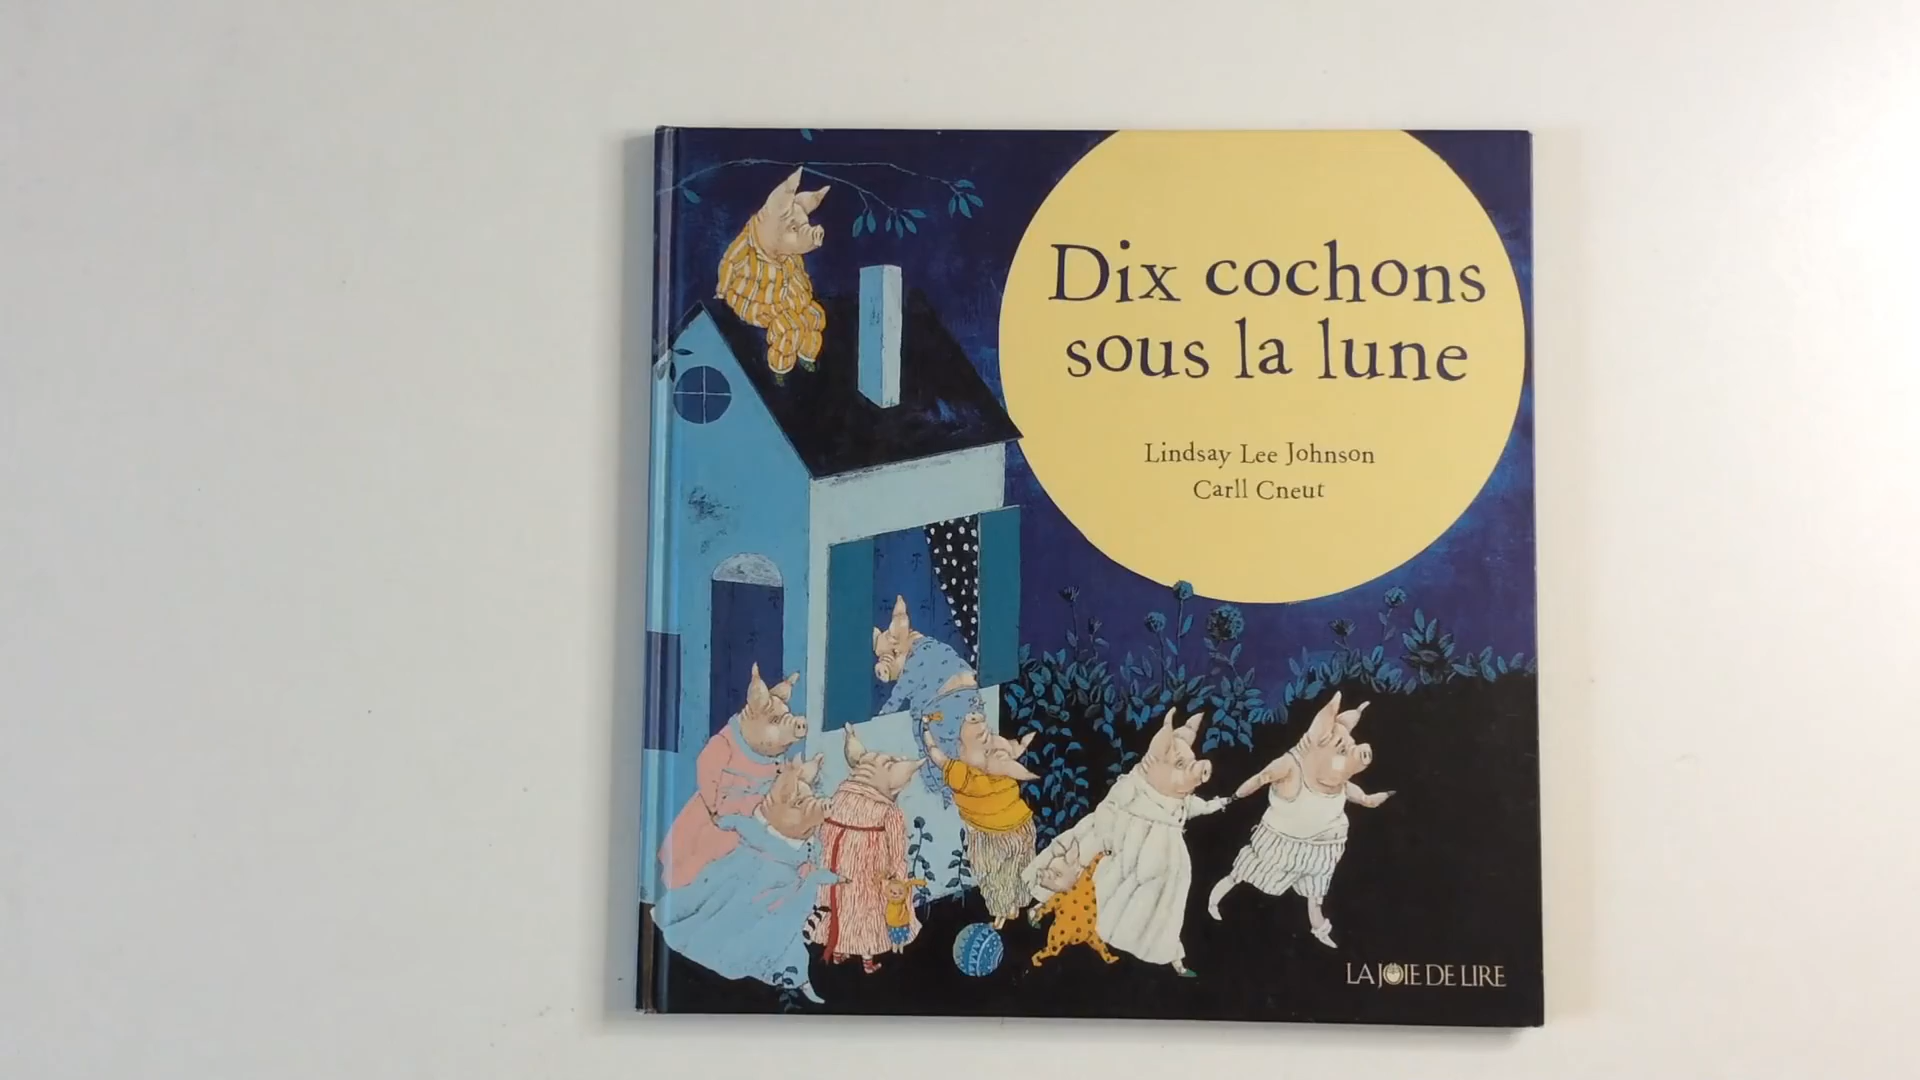 Dix cochons
sous la lune
Lindsay Lee Johnson
Carll Cneut
LA JOIE DE LIRE